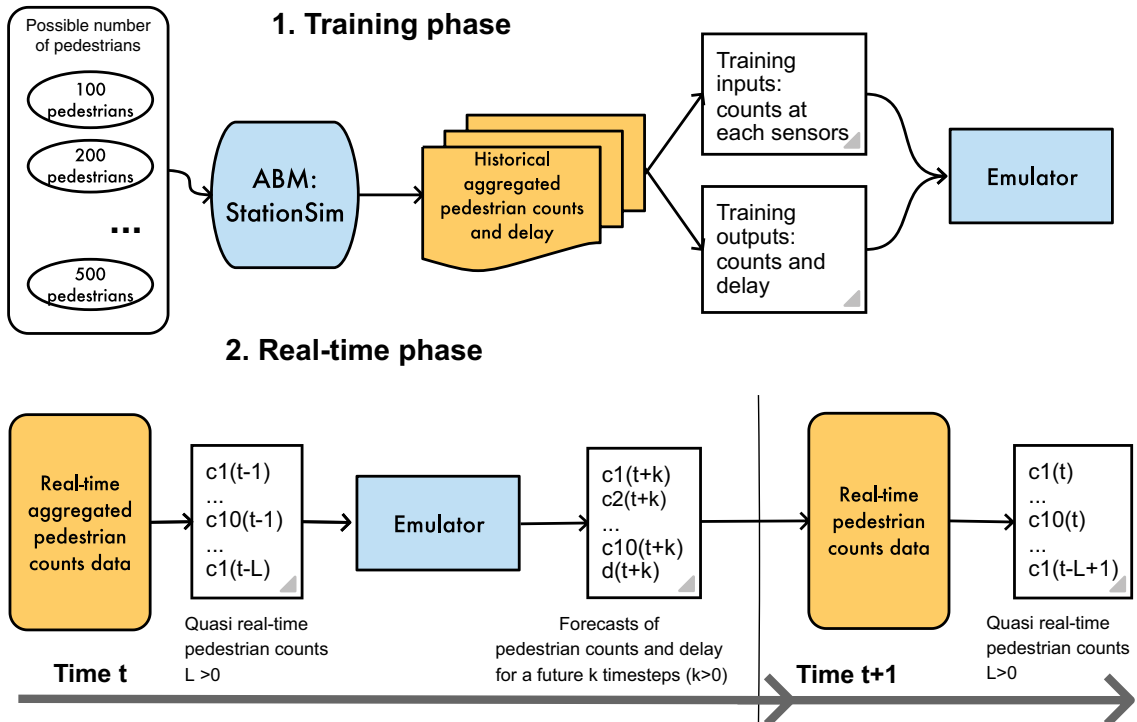 1. Training phase
Possible number
of pedestrians
100
pedestrians
200
pedestrians
...
500
pedestrians
ABM:
StationSim
Historical
aggregated
pedestrian counts
and delay
Training
inputs:
counts at
each sensors
Training
outputs:
counts and
delay
Emulator
2. Real-time phase
Real-time
aggregated
pedestrian
counts data
c1(t-1)
...
c10(t-1)
...
c1(t-L)
Quasi real-time
pedestrian counts
L >0
Emulator
c1(t+k)
c2(t+k)
...
c10(t+k)
d(t+k)
Forecasts of
pedestrian counts and delay
for a future k timesteps (k>0)
Real-time
pedestrian
counts data
c1(t)
...
c10(t)
...
c1(t-L+1)
Quasi real-time
pedestrian counts
L>0
Time t
Time t+1